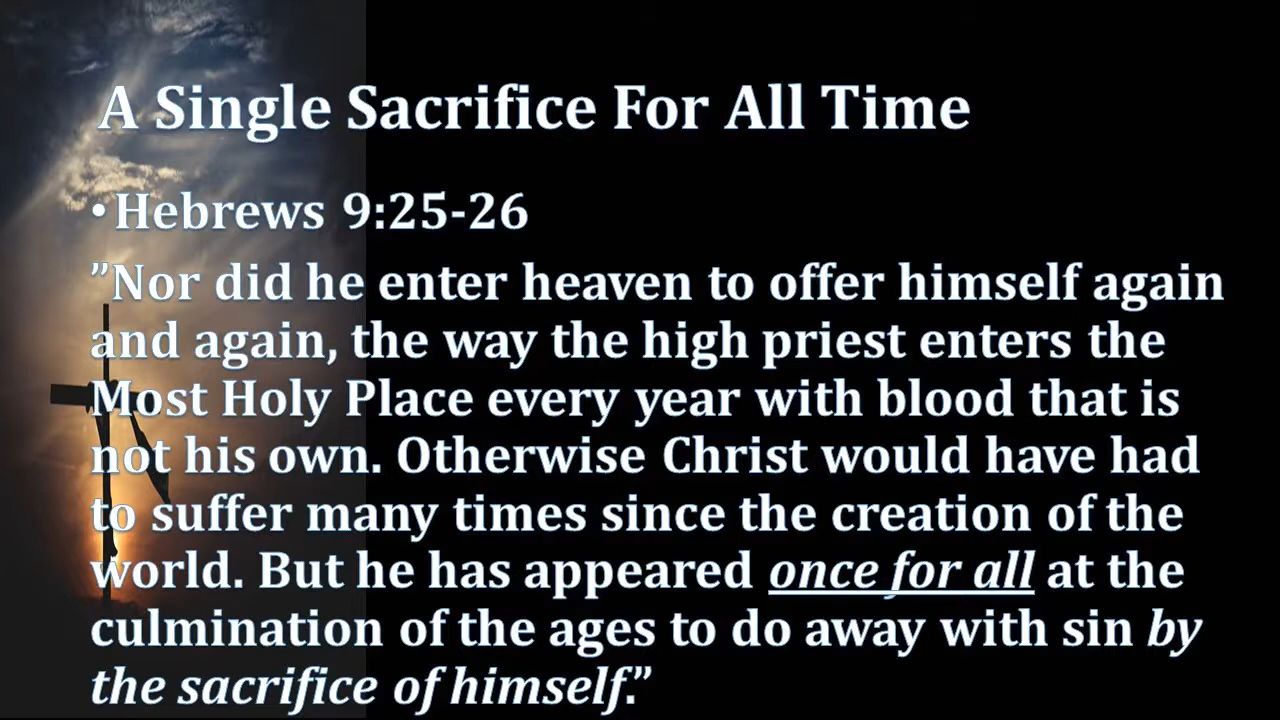 A Single Sacrifice For All Time
•Hebrews 9:25-26
”Nor did he enter heaven to offer himself again
and again, the way the high priest enters the
Most Holy Place every year with blood that is
not his own. Otherwise Christ would have had
to suffer many times since the creation of the
world. But he has appeared once for all at the
culmination of the ages to do away with sin by
the sacrifice of himself.”